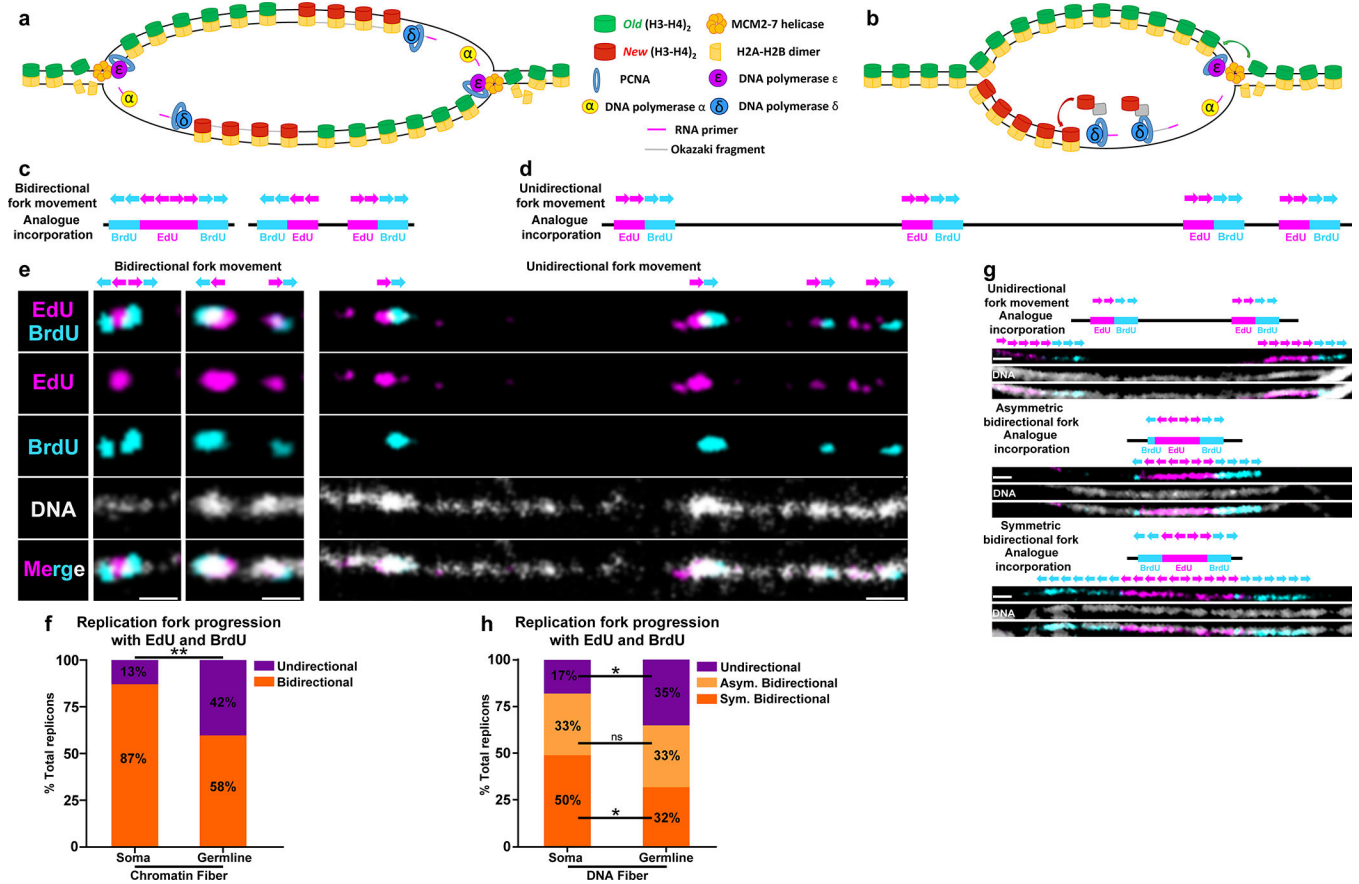 a
ε
α
δ
δ
α
ε
Old (H3-H4)2
MCM2-7 helicase
New (H3-H4)2
H2A-H2B dimer
PCNA
ε DNA polymerase ε
α DNA polymerase α
δ DNA polymerase δ
RNA primer
Okazaki fragment
b
ε
α
δ
δ
c
Bidirectional
fork movement
Analogue
incorporation
BrdU EdU BrdU
BrdU EdU
EdU BrdU
d
Unidirectional
fork movement
Analogue
incorporation
EdU BrdU
EdU BrdU
EdU BrdU
EdU BrdU
e
Bidirectional fork movement
Unidirectional fork movement
EdU
BrdU
EdU
BrdU
DNA
Merge
g
Unidirectional
fork movement
Analogue
incorporation
EdU BrdU
EdU BrdU
DNA
Asymmetric
bidirectional fork
Analogue
incorporation
BrdU EdU BrdU
DNA
Symmetric
bidirectional fork
Analogue
incorporation
BrdU EdU BrdU
DNA
f
Replication fork progression
with EdU and BrdU
% Total replicons
100
75
50
25
0
**
13%
87%
42%
58%
Undirectional
Bidirectional
Soma
Germline
Chromatin Fiber
h
Replication fork progression
with EdU and BrdU
% Total replicons
100
75
50
25
0
17%
33%
50%
*
ns
*
35%
33%
32%
Undirectional
Asym. Bidirectional
Sym. Bidirectional
Soma
Germline
DNA Fiber